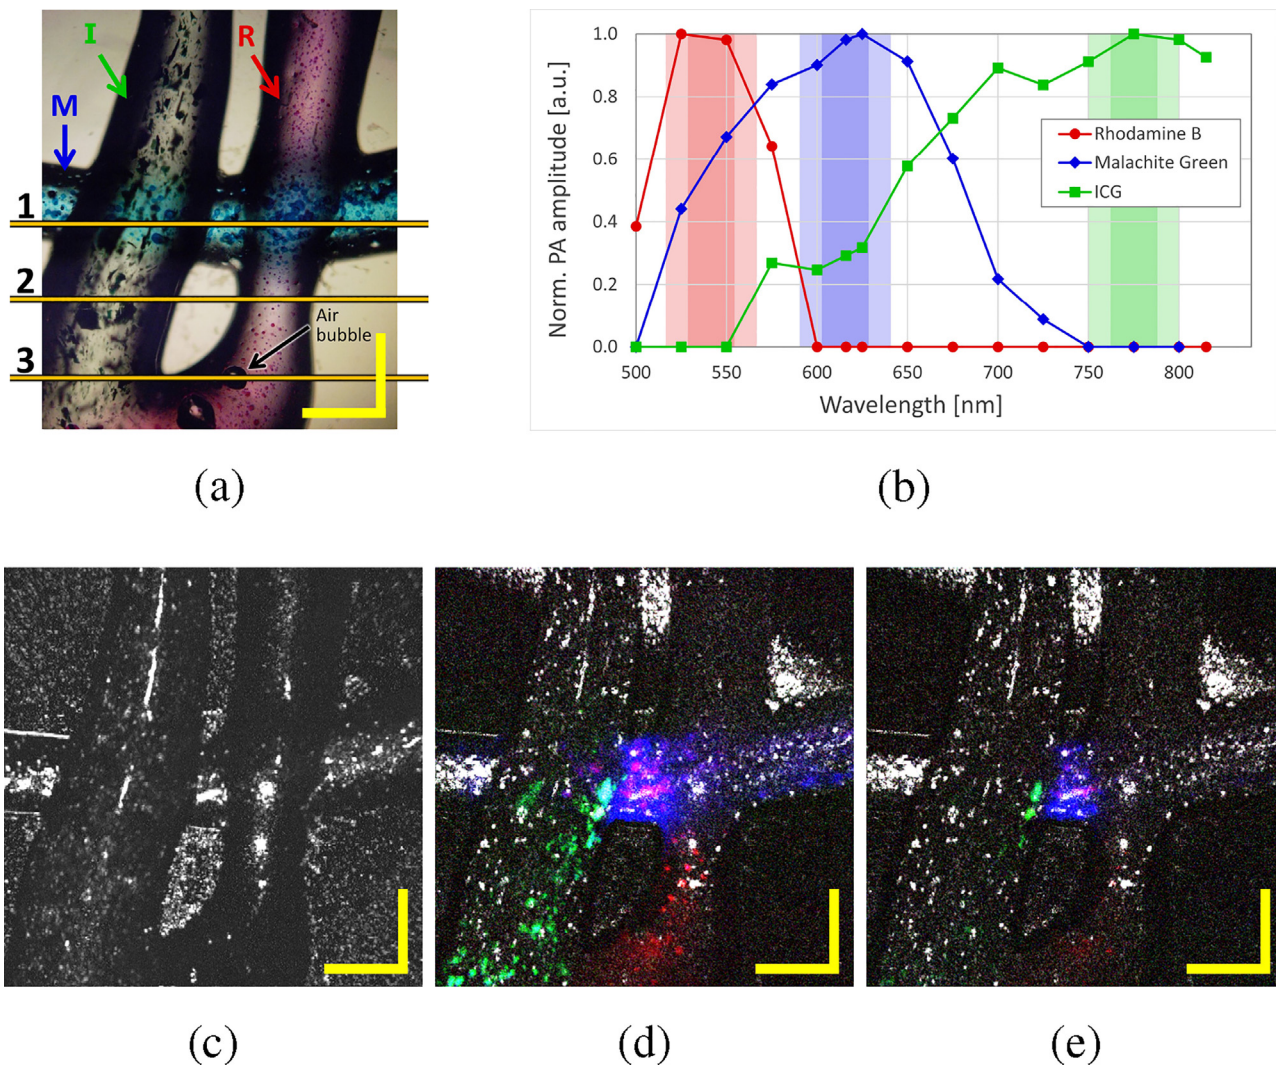 I
R
M
1
2
3
Air
bubble
(a)
Norm. PA amplitude [a.u.]
1.0
0.8
0.6
0.4
0.2
0.0
500
550
600
650
700
750
800
Wavelength [nm]
Rhodamine B
Malachite Green
ICG
(b)
(c)
(d)
(e)